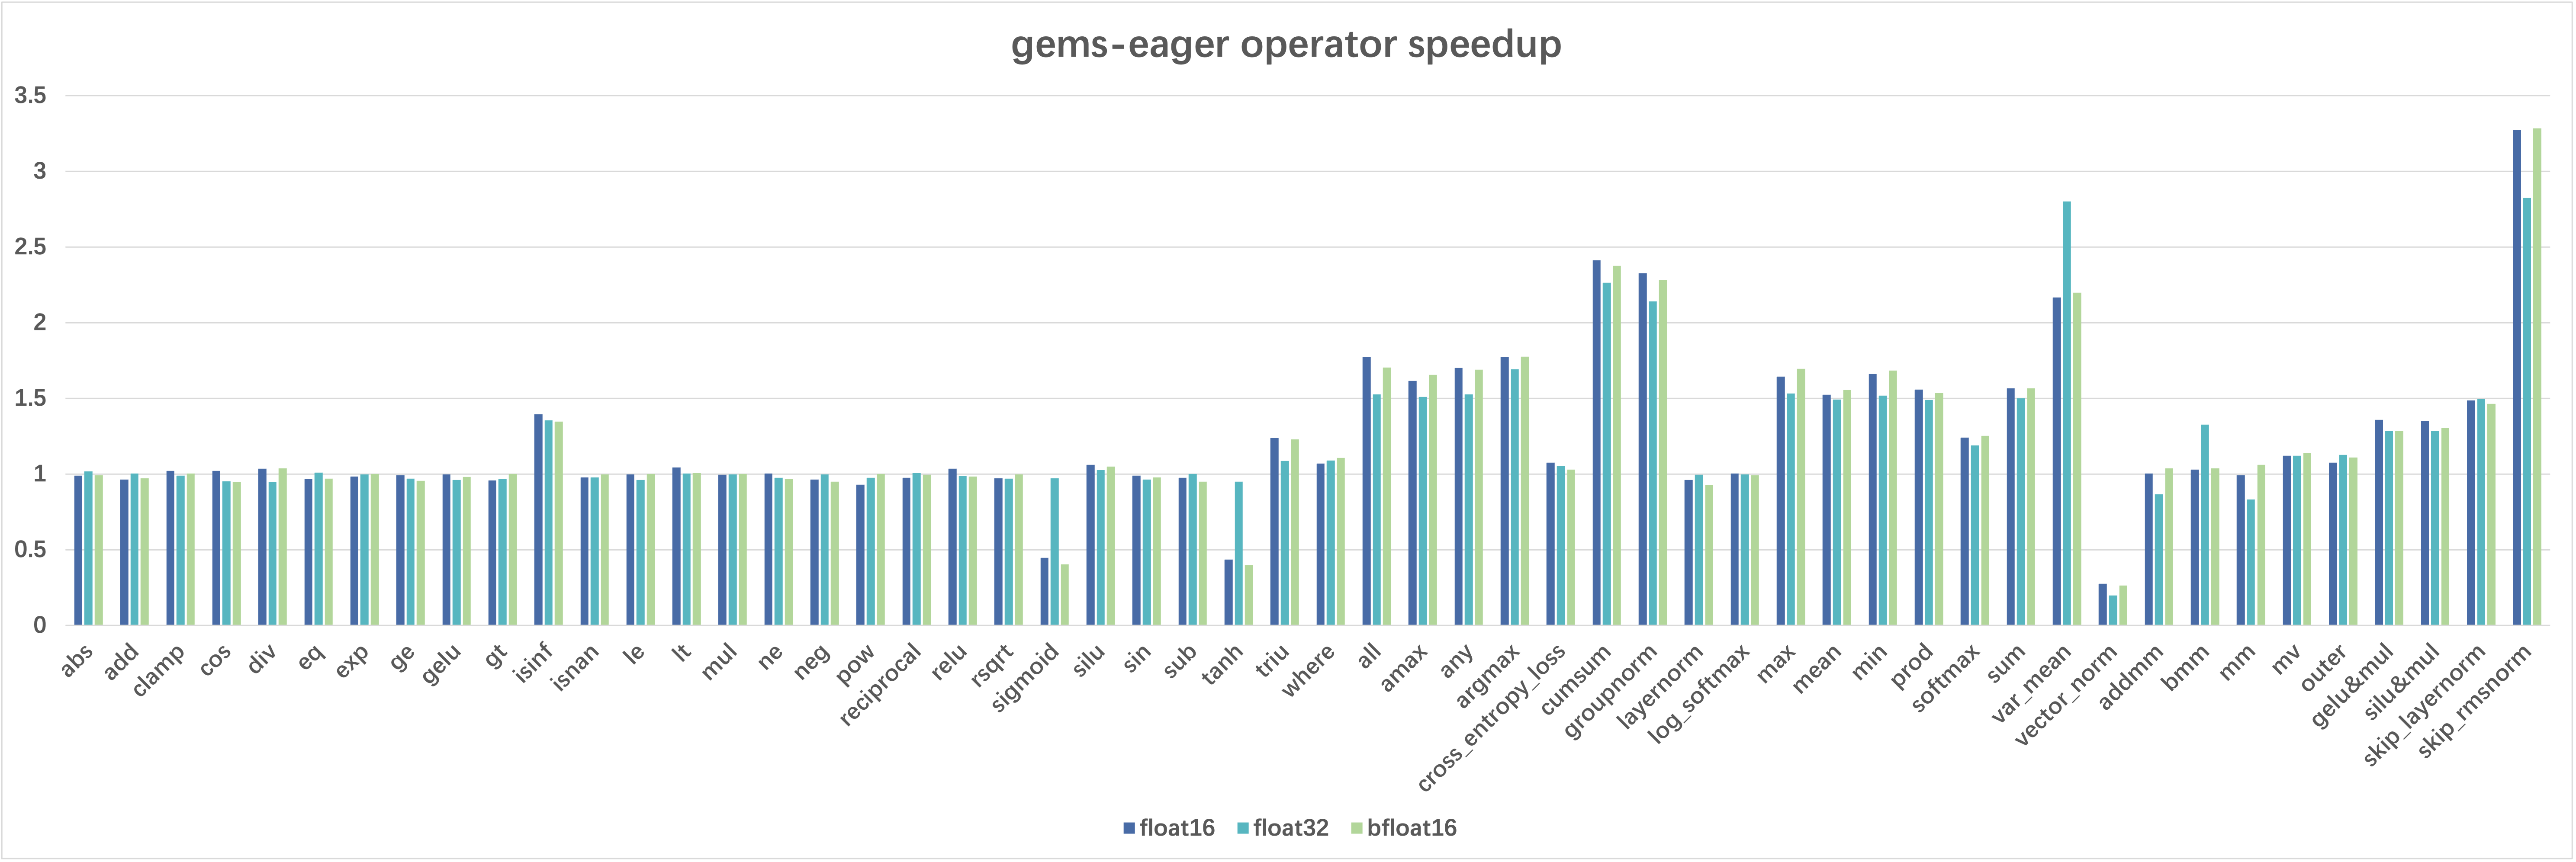 gems-eager operator speedup
3.5
3
2.5
2
1.5
1
0.5
0
abs
add
clamp
cos
div
eq
exp
ge
gelu
gt
isinf
isnan
le
lt
mul
ne
neg
pow
reciprocal
relu
rsqrt
sigmoid
silu
sin
sub
tanh
triu
where
all
amax
any
argmax
cross_entropy_loss
cumsum
groupnorm
layernorm
log_softmax
max
mean
min
prod
softmax
sum
var_mean
vector_norm
addmm
bmm
mm
mv
outer
gelu&mul
silu&mul
skip_layernorm
skip_rmsnorm
float16 float32 bfloat16